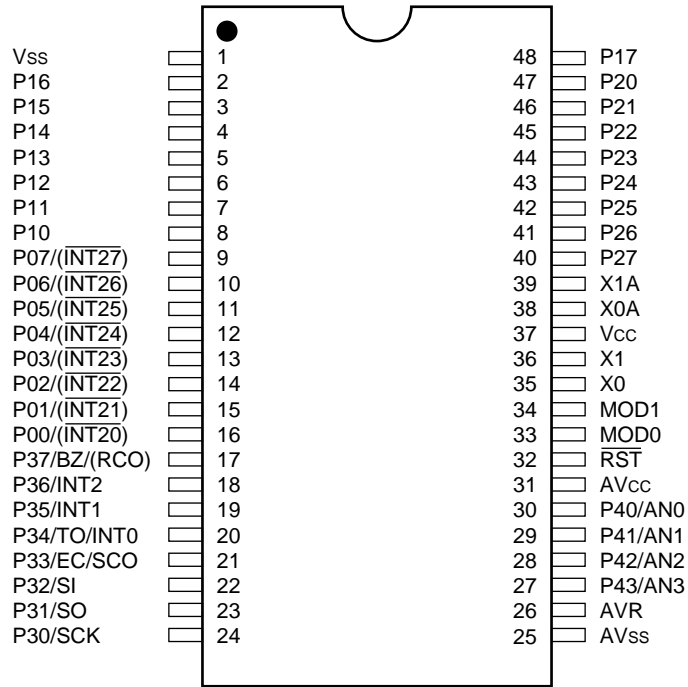 Vss 1 48 P17
P16 2 47 P20
P15 3 46 P21
P14 4 45 P22
P13 5 44 P23
P12 6 43 P24
P11 7 42 P25
P10 8 41 P26
P07/(INT27) 9 40 P27
P06/(INT26) 10 39 X1A
P05/(INT25) 11 38 X0A
P04/(INT24) 12 37 Vcc
P03/(INT23) 13 36 X1
P02/(INT22) 14 35 X0
P01/(INT21) 15 34 MOD1
P00/(INT20) 16 33 MOD0
P37/BZ/(RCO) 17 32 RST
P36/INT2 18 31 AVcc
P35/INT1 19 30 P40/AN0
P34/TO/INT0 20 29 P41/AN1
P33/EC/SCO 21 28 P42/AN2
P32/SI 22 27 P43/AN3
P31/SO 23 26 AVR
P30/SCK 24 25 AVss